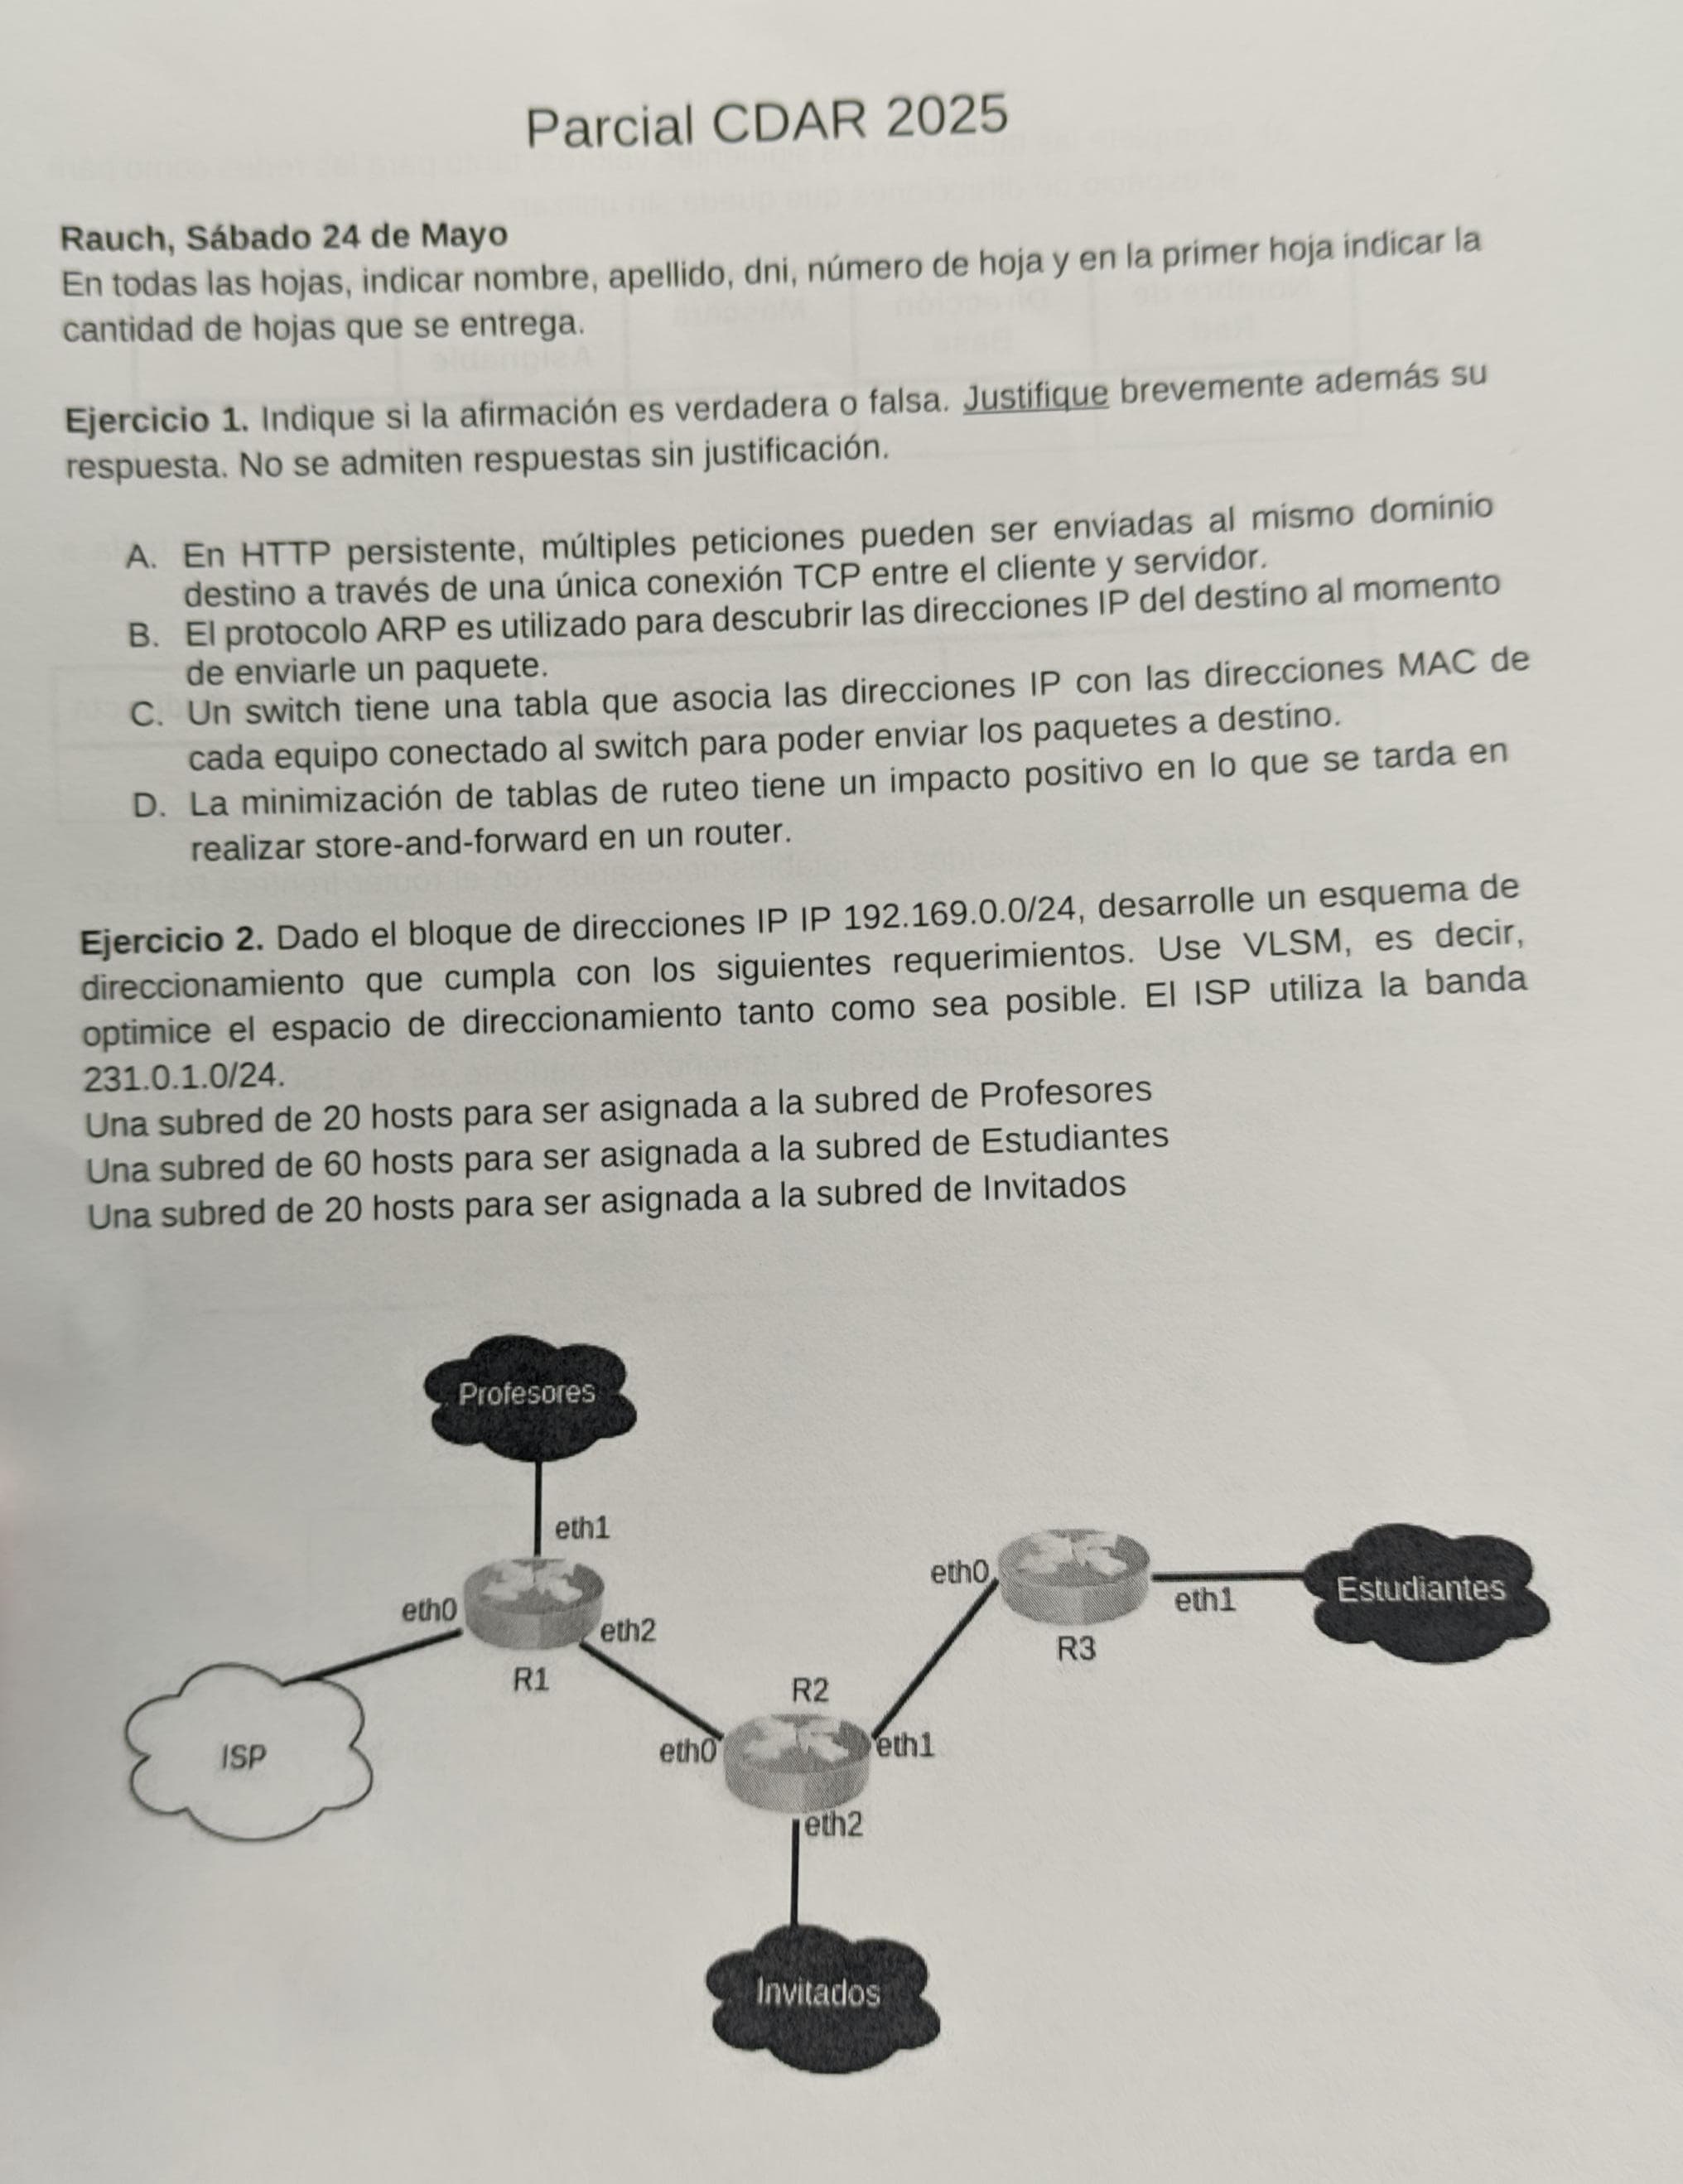 Parcial CDAR 2025
Rauch, Sábado 24 de Mayo
En todas las hojas, indicar nombre, apellido, dni, número de hoja y en la primer hoja indicar la
cantidad de hojas que se entrega.
Ejercicio 1. Indique si la afirmación es verdadera o falsa. Justifique brevemente además su
respuesta. No se admiten respuestas sin justificación.
A. En HTTP persistente, múltiples peticiones pueden ser enviadas al mismo dominio
destino a través de una única conexión TCP entre el cliente y servidor.
B. El protocolo ARP es utilizado para descubrir las direcciones IP del destino al momento
de enviarle un paquete.
C. Un switch tiene una tabla que asocia las direcciones IP con las direcciones MAC de
cada equipo conectado al switch para poder enviar los paquetes a destino.
D. La minimización de tablas de ruteo tiene un impacto positivo en lo que se tarda en
realizar store-and-forward en un router.
Ejercicio 2. Dado el bloque de direcciones IP IP 192.169.0.0/24, desarrolle un esquema de
direccionamiento que cumpla con los siguientes requerimientos. Use VLSM, es decir,
optimice el espacio de direccionamiento tanto como sea posible. El ISP utiliza la banda
231.0.1.0/24.
Una subred de 20 hosts para ser asignada a la subred de Profesores
Una subred de 60 hosts para ser asignada a la subred de Estudiantes
Una subred de 20 hosts para ser asignada a la subred de Invitados
Profesores
eth1
eth0
eth2
R1
ISP
eth0
R3
eth1
Estudiantes
R2
eth0
eth1
eth2
Invitados